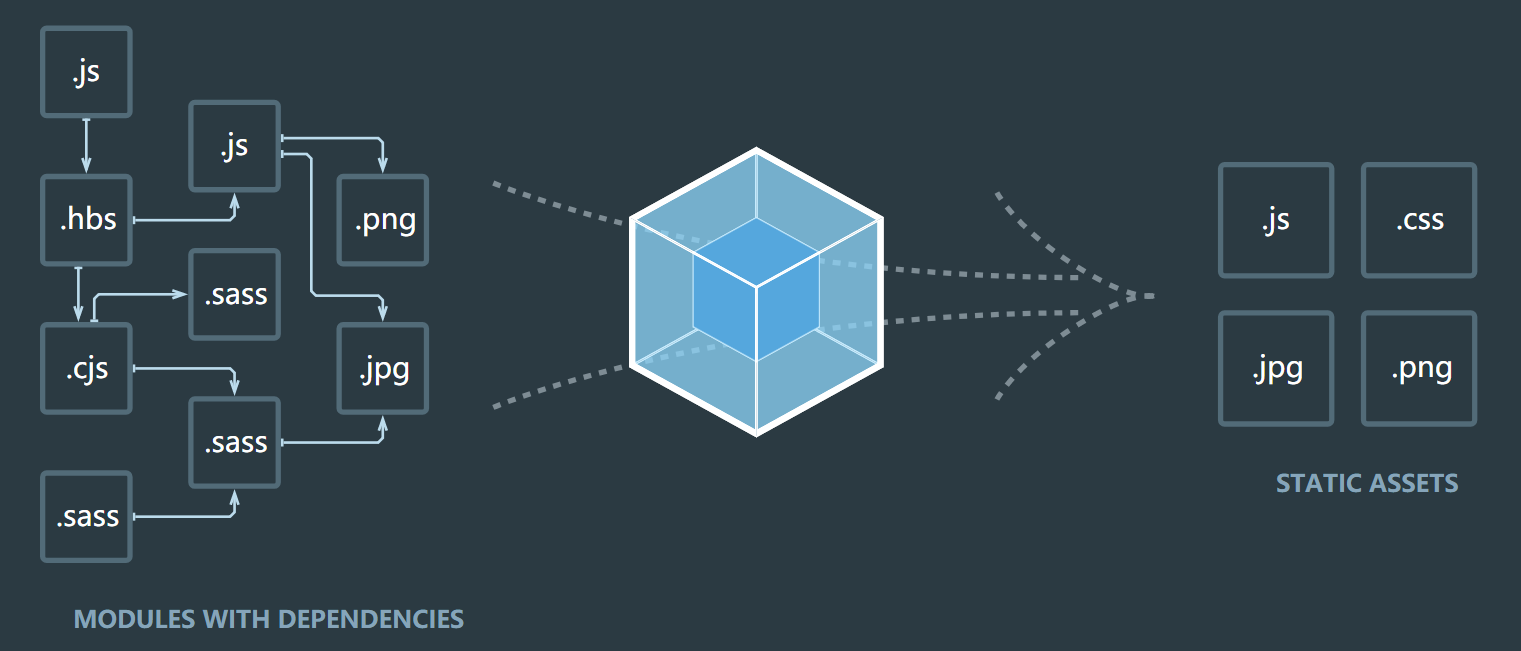 .js
.js
.hbs
.png
.sass
.cjs
.jpg
.sass
.sass
MODULES WITH DEPENDENCIES
.js
.css
.jpg
.png
STATIC ASSETS